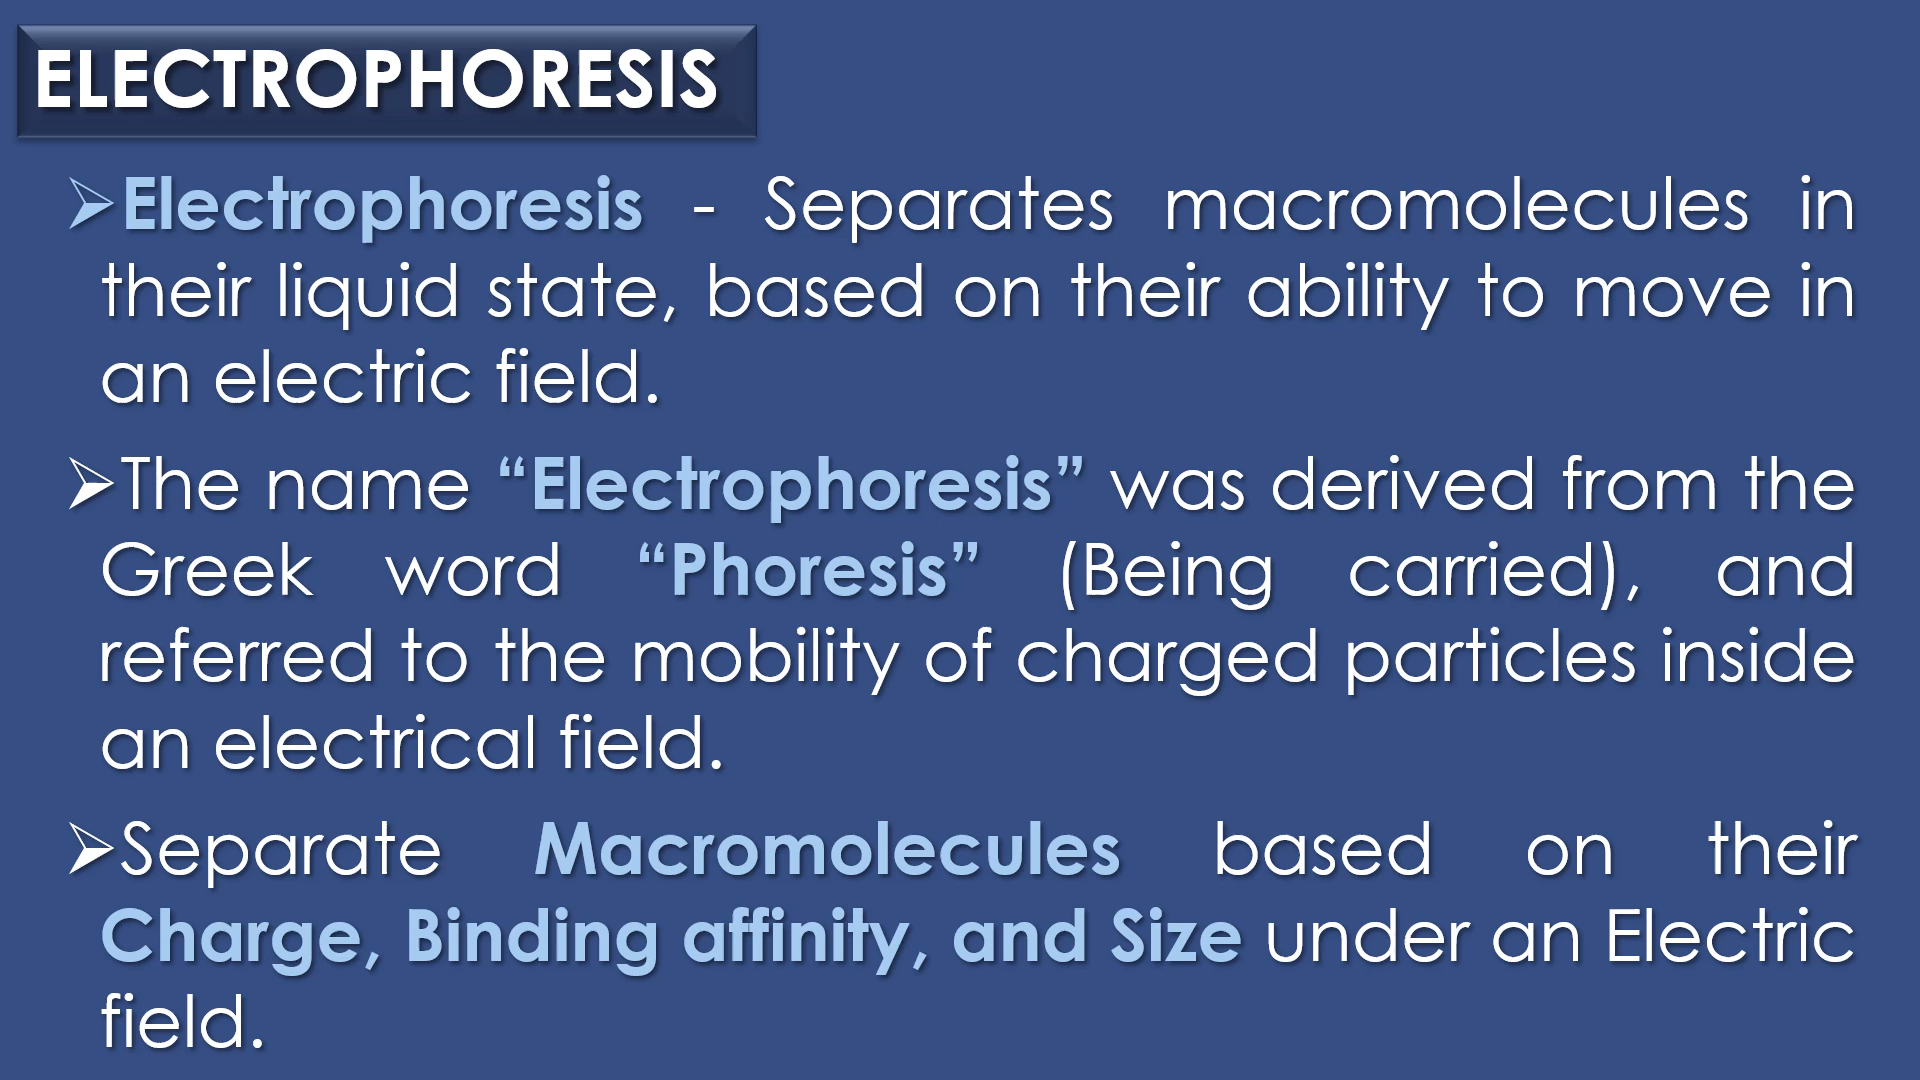 ELECTROPHORESIS
➢Electrophoresis - Separates macromolecules in
their liquid state, based on their ability to move in
an electric field.
➢The name “Electrophoresis” was derived from the
Greek word “Phoresis” (Being carried), and
referred to the mobility of charged particles inside
an electrical field.
➢Separate Macromolecules based on their
Charge, Binding affinity, and Size under an Electric
field.